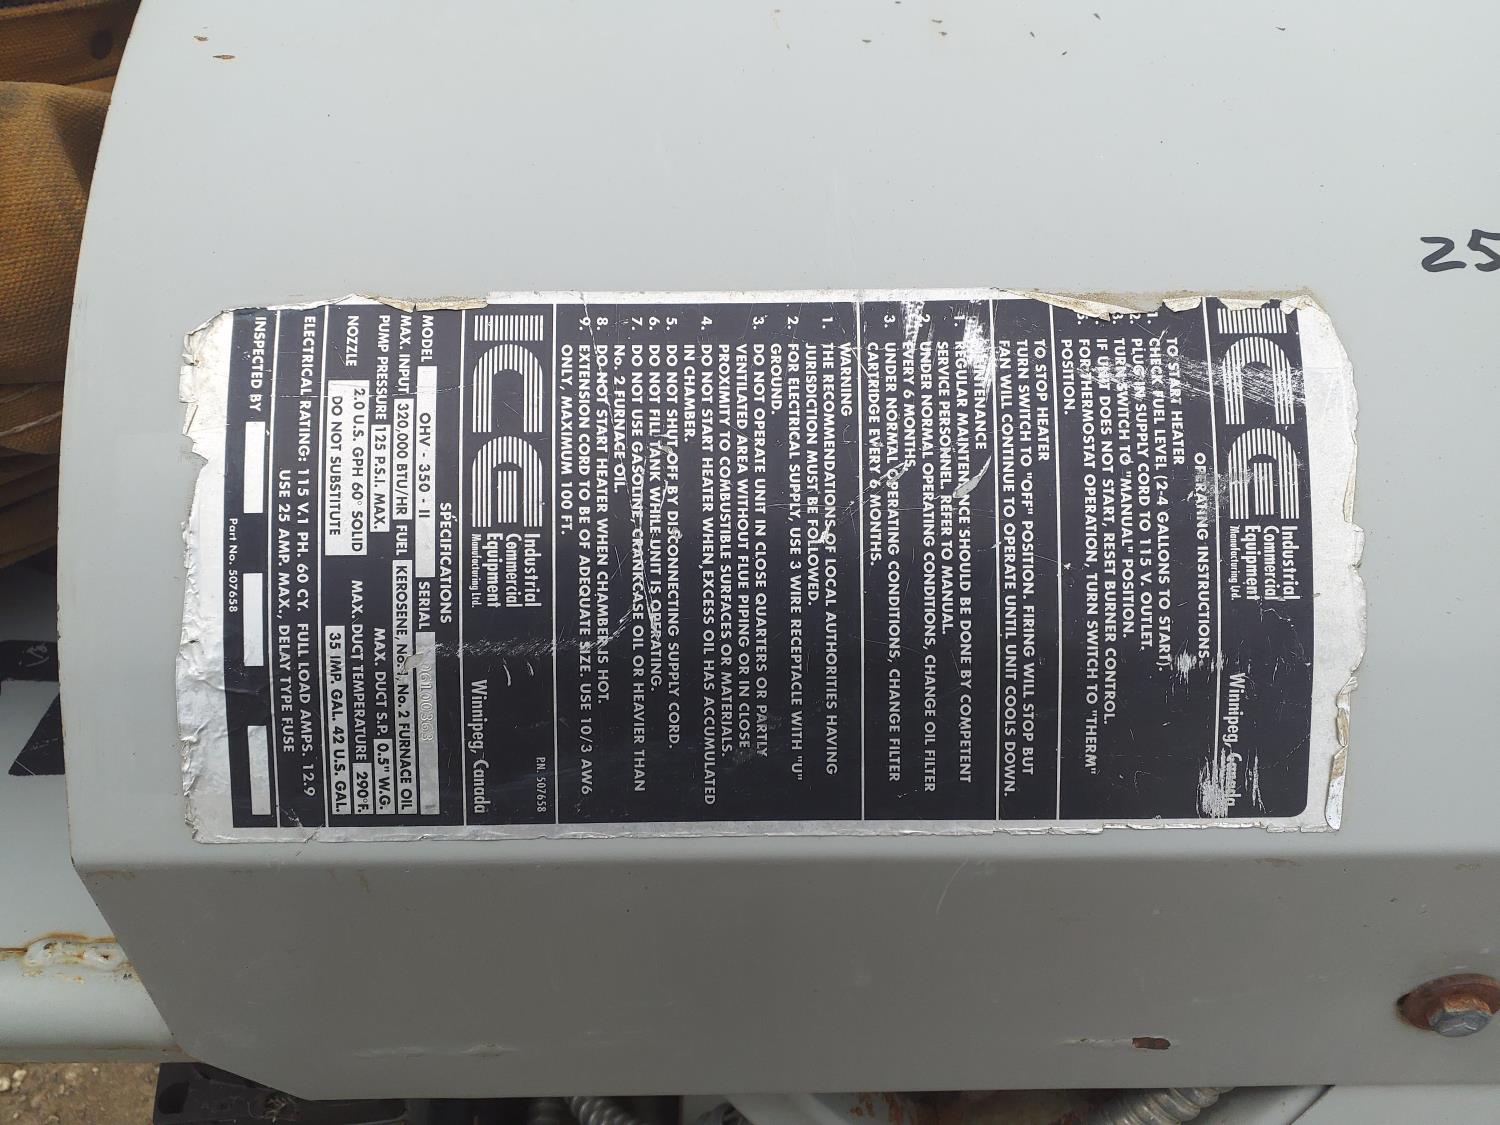 25
ICG Industrial
Commercial
Equipment
Manufacturing Ltd.
Winnipeg, Canada
OPERATING INSTRUCTIONS
TO START HEATER
1. CHECK FUEL LEVEL (2-4 GALLONS TO START).
2. PLUG IN SUPPLY CORD TO 115 V. OUTLET.
3. TURN SWITCH TO "MANUAL" POSITION.
IF UNIT DOES NOT START, RESET BURNER CONTROL.
5. FOR THERMOSTAT OPERATION, TURN SWITCH TO "THERM"
POSITION.
TO STOP HEATER
TURN SWITCH TO "OFF" POSITION. FIRING WILL STOP BUT
FAN WILL CONTINUE TO OPERATE UNTIL UNIT COOLS DOWN.
MAINTENANCE
1. REGULAR MAINTENANCE SHOULD BE DONE BY COMPETENT
SERVICE PERSONNEL. REFER TO MANUAL.
2. UNDER NORMAL OPERATING CONDITIONS, CHANGE OIL FILTER
EVERY 6 MONTHS.
3. UNDER NORMAL OPERATING CONDITIONS, CHANGE FILTER
CARTRIDGE EVERY 6 MONTHS.
WARNING
1. THE RECOMMENDATIONS OF LOCAL AUTHORITIES HAVING
JURISDICTION MUST BE FOLLOWED.
2. FOR ELECTRICAL SUPPLY, USE 3 WIRE RECEPTACLE WITH "U"
GROUND.
3. DO NOT OPERATE UNIT IN CLOSE QUARTERS OR PARTLY
VENTILATED AREA WITHOUT FLUE PIPING OR IN CLOSE
PROXIMITY TO COMBUSTIBLE SURFACES OR MATERIALS.
4. DO NOT START HEATER WHEN EXCESS OIL HAS ACCUMULATED
IN CHAMBER.
5. DO NOT SHUT OFF BY DISCONNECTING SUPPLY CORD.
6. DO NOT FILL TANK WHILE UNIT IS OPERATING.
7. DO NOT USE GASOLINE, CRANKCASE OIL OR HEAVIER THAN
No. 2 FURNACE OIL.
8. DO NOT START HEATER WHEN CHAMBER IS HOT.
9. EXTENSION CORD TO BE OF ADEQUATE SIZE. USE 10/3 AW6
ONLY, MAXIMUM 100 FT.
P.N. 507658
ICG Industrial
Commercial
Equipment
Manufacturing Ltd.
Winnipeg, Canada
SPECIFICATIONS
MODEL OHV - 350 - II SERIAL
MAX. INPUT 320,000 BTU/HR FUEL KEROSENE, No. 1, No. 2 FURNACE OIL
PUMP PRESSURE 125 P.S.I. MAX. MAX. DUCT S.P. 0.5" W.G.
NOZZLE 2.0 U.S. GPH 60° SOLID MAX. DUCT TEMPERATURE 290°F.
DO NOT SUBSTITUTE 35 IMP. GAL. 42 U.S. GAL.
ELECTRICAL RATING: 115 V.1 PH. 60 CY. FULL LOAD AMPS. 12.9
USE 25 AMP. MAX., DELAY TYPE FUSE
INSPECTED BY
Part No. 507658